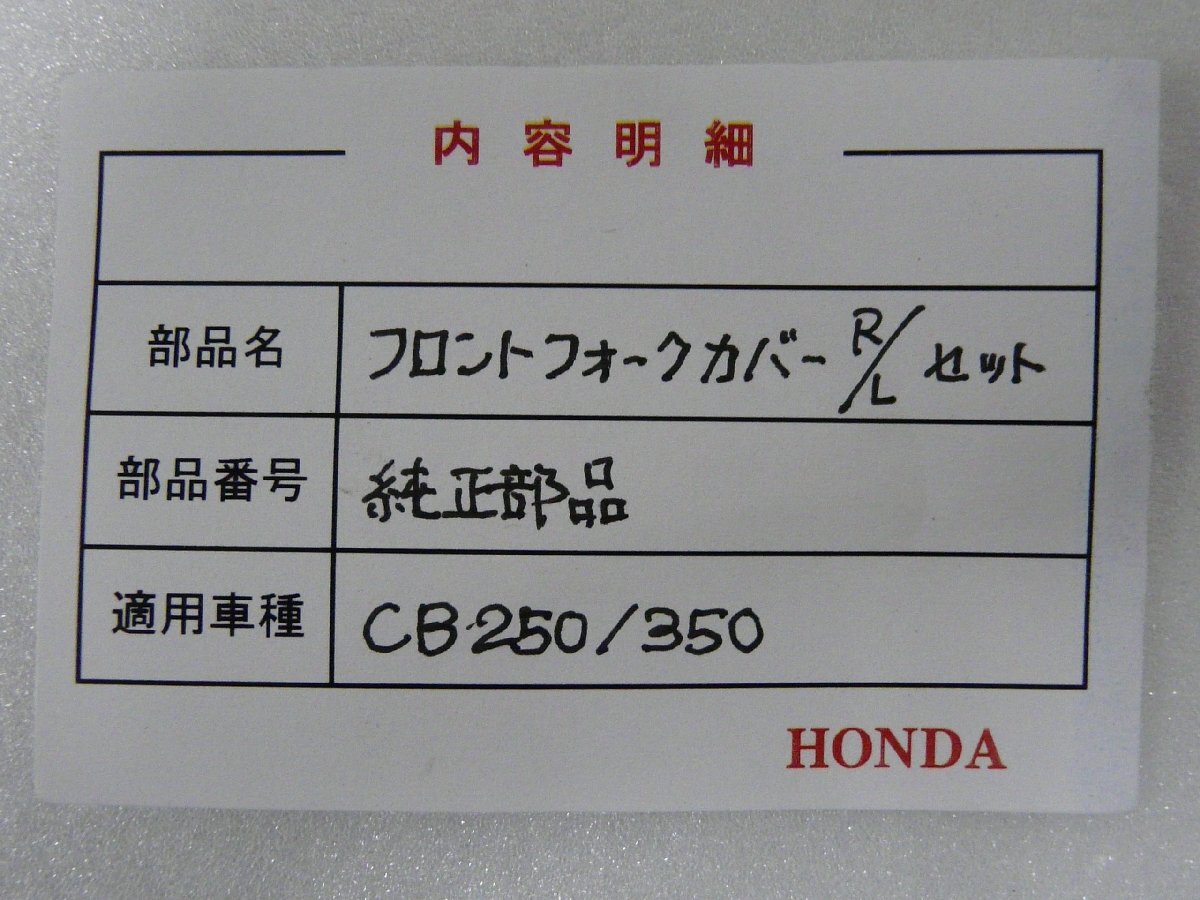 内容明細
部品名 フロントフォークカバー R/L セット
部品番号 純正部品
適用車種 CB250/350
HONDA